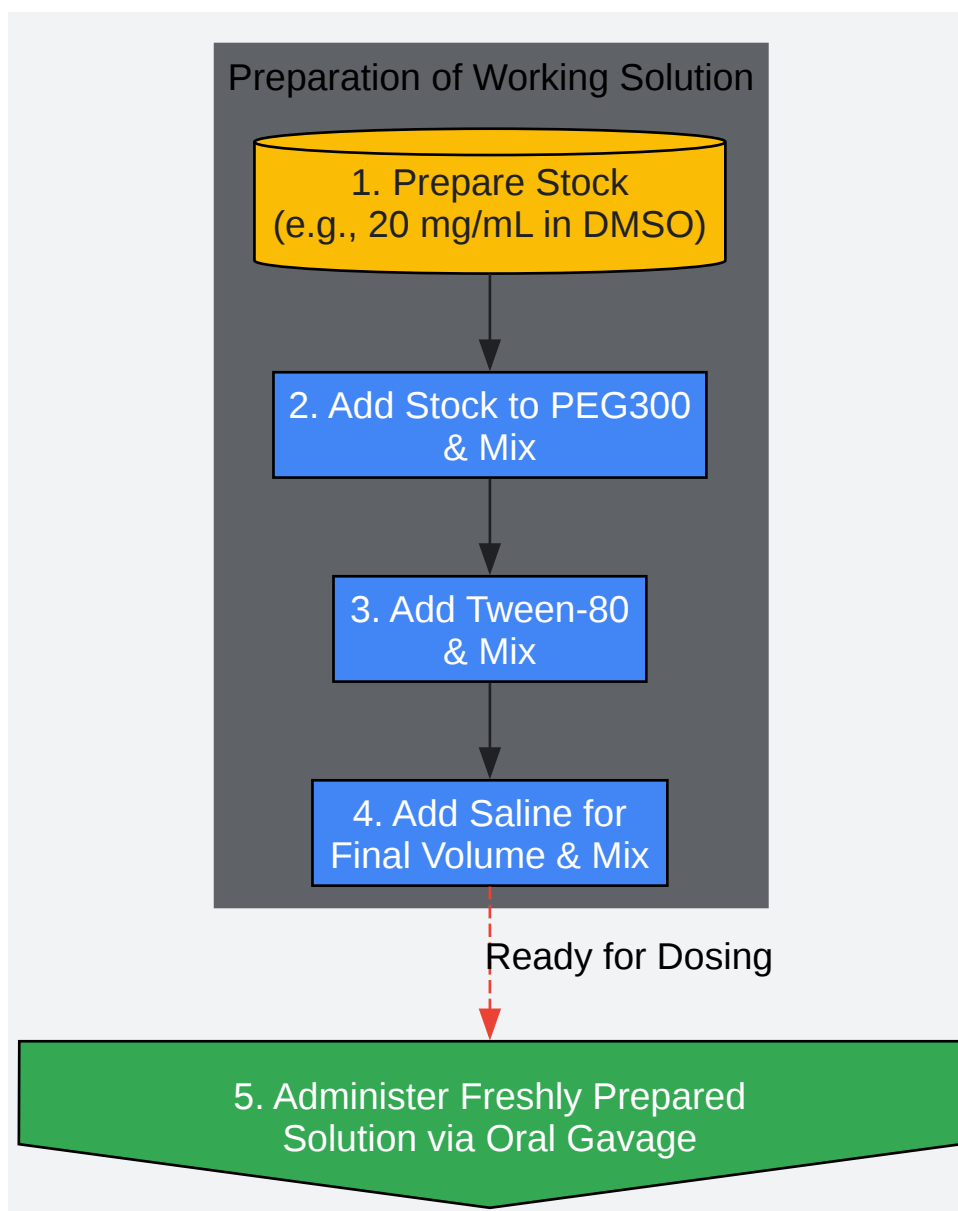 Preparation of Working Solution
1. Prepare Stock
(e.g., 20 mg/mL in DMSO)
2. Add Stock to PEG300
& Mix
3. Add Tween-80
& Mix
4. Add Saline for
Final Volume & Mix
Ready for Dosing
5. Administer Freshly Prepared
Solution via Oral Gavage